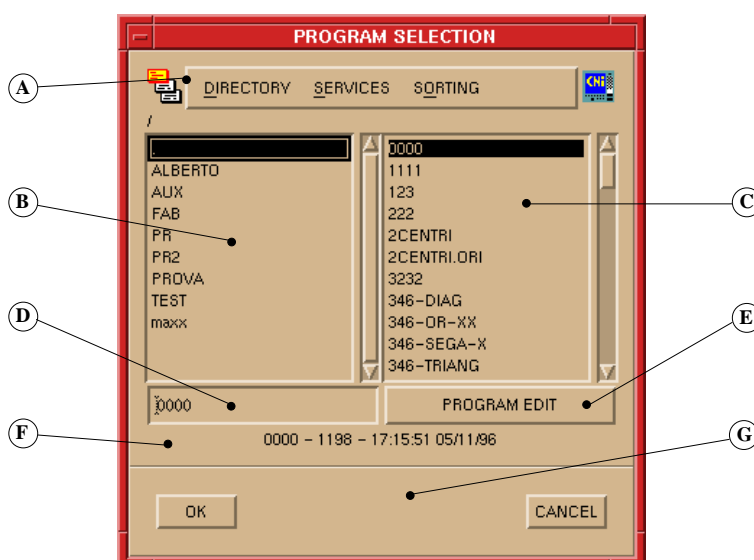 PROGRAM SELECTION
A
DIRECTORY SERVICES SORTING
CNi
/
.
ALBERTO
AUX
FAB
PR
PR2
PROVA
TEST
maxx
0000
1111
123
222
2CENTRI
2CENTRI.ORI
3232
346-DIAG
346-OR-XX
346-SEGA-X
346-TRIANG
B
C
D
E
0000
PROGRAM EDIT
F
0000 - 1198 - 17:15:51 05/11/96
G
OK
CANCEL